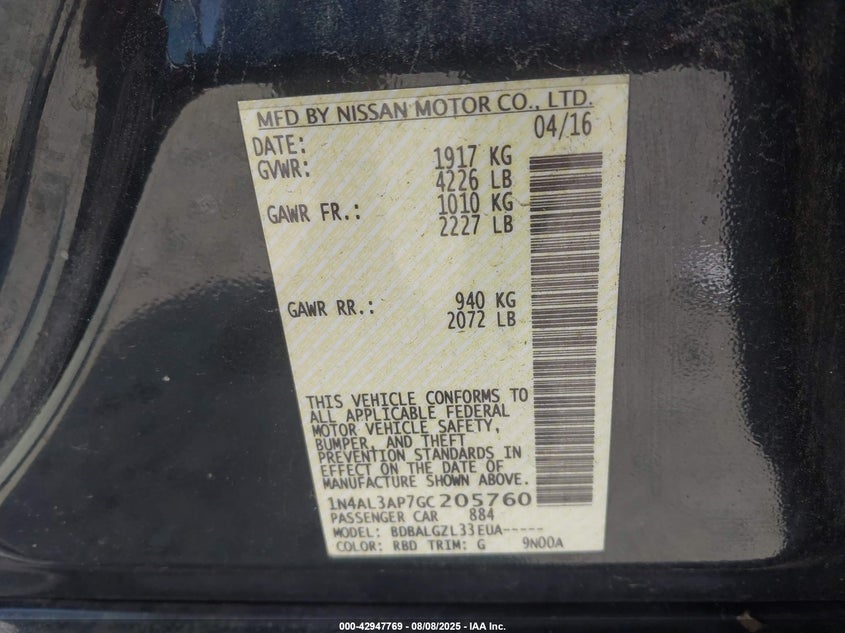 MFD BY NISSAN MOTOR CO., LTD.
DATE: 04/16
GVWR: 1917 KG
4226 LB
GAWR FR.: 1010 KG
2227 LB
GAWR RR.: 940 KG
2072 LB
THIS VEHICLE CONFORMS TO
ALL APPLICABLE FEDERAL
MOTOR VEHICLE SAFETY,
BUMPER, AND THEFT
PREVENTION STANDARDS IN
EFFECT ON THE DATE OF
MANUFACTURE SHOWN ABOVE.
1N4AL3AP7GC205760
PASSENGER CAR 884
MODEL: BDBALGZL33EUA-----
COLOR: RBD TRIM: G 9N00A
000-42947769 - 08/08/2025 - IAA Inc.